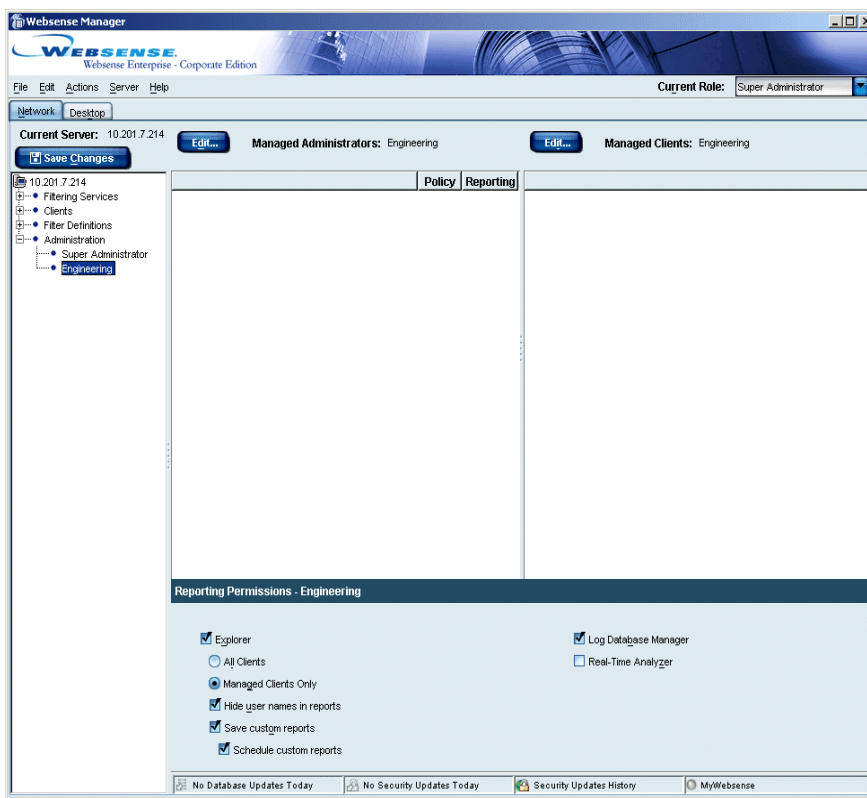 Websense Manager
WEBSENSE.
Websense Enterprise - Corporate Edition
File Edit Actions Server Help
Current Role: Super Administrator
Network Desktop
Current Server: 10.201.7.214
Save Changes
Edit... Managed Administrators: Engineering
Edit... Managed Clients: Engineering
10.201.7.214
Filtering Services
Clients
Filter Definitions
Administration
Super Administrator
Engineering
Policy Reporting
Reporting Permissions - Engineering
Explorer
All Clients
Managed Clients Only
Hide user names in reports
Save custom reports
Schedule custom reports
Log Database Manager
Real-Time Analyzer
No Database Updates Today
No Security Updates Today
Security Updates History
MyWebsense